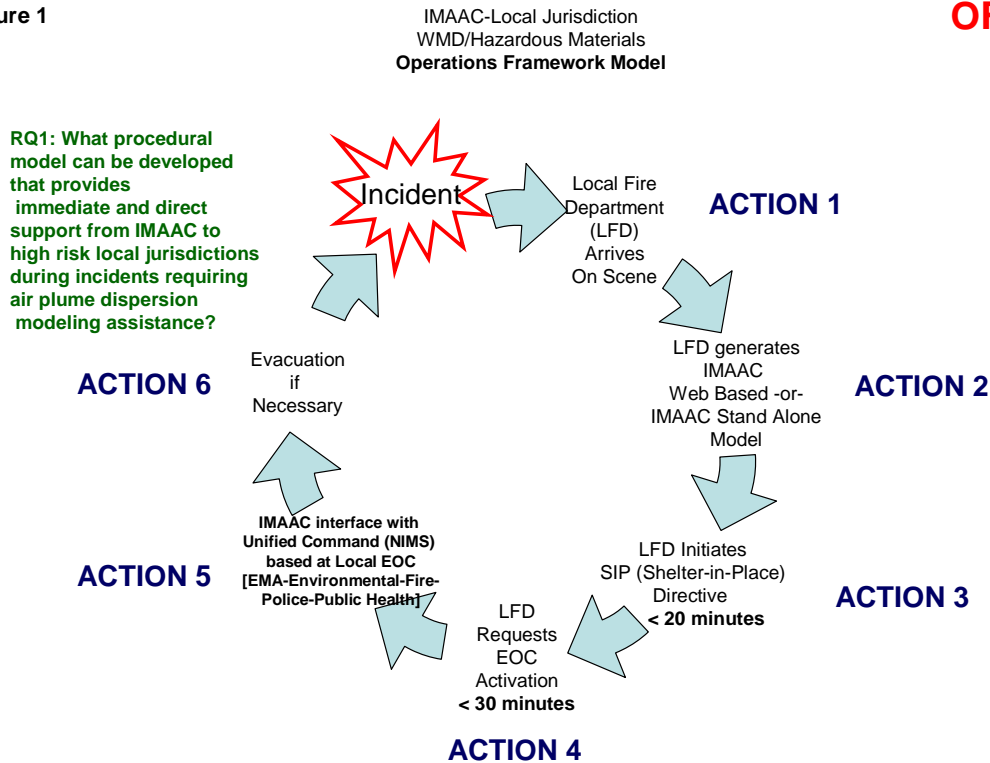 ure 1
IMAAC-Local Jurisdiction
WMD/Hazardous Materials
Operations Framework Model
RQ1: What procedural
model can be developed
that provides
immediate and direct
support from IMAAC to
high risk local jurisdictions
during incidents requiring
air plume dispersion
modeling assistance?
Incident
Local Fire
Department
(LFD)
Arrives
On Scene
ACTION 1
LFD generates
IMAAC
Web Based -or-
IMAAC Stand Alone
Model
ACTION 2
LFD Initiates
SIP (Shelter-in-Place)
Directive
< 20 minutes
ACTION 3
LFD
Requests
EOC
Activation
< 30 minutes
ACTION 4
IMAAC interface with
Unified Command (NIMS)
based at Local EOC
[EMA-Environmental-Fire-
Police-Public Health]
ACTION 5
Evacuation
if
Necessary
ACTION 6